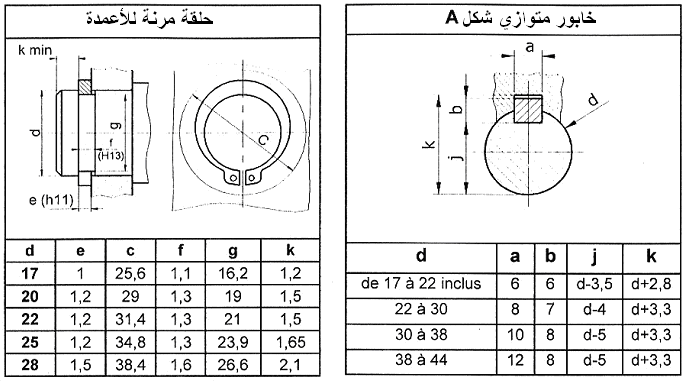 حلقة مرنة للأعمدة
k min
d
g
f
(H13)
e (h11)
C
d e c f g k
17 1 25,6 1,1 16,2 1,2
20 1,2 29 1,3 19 1,5
22 1,2 31,4 1,3 21 1,5
25 1,2 34,8 1,3 23,9 1,65
28 1,5 38,4 1,6 26,6 2,1
خابور متوازي شكل A
a
b
d
k
j
d a b j k
de 17 à 22 inclus 6 6 d-3,5 d+2,8
22 à 30 8 7 d-4 d+3,3
30 à 38 10 8 d-5 d+3,3
38 à 44 12 8 d-5 d+3,3